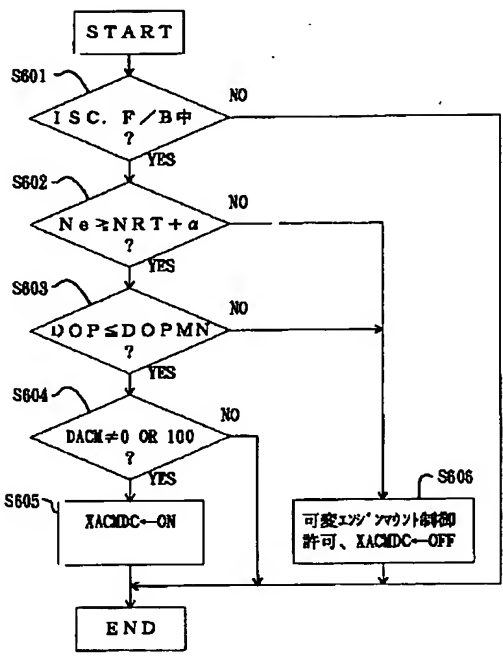 START
S601
ISC. F/B中
?
NO
YES
S602
Ne≧NRT+α
?
NO
YES
S603
DOP≦DOPMN
?
NO
YES
S604
DACM≠0 OR 100
?
NO
YES
S605
XACMDC←ON
S606
可変エンジンマウント制御
許可、XACMDC←OFF
END